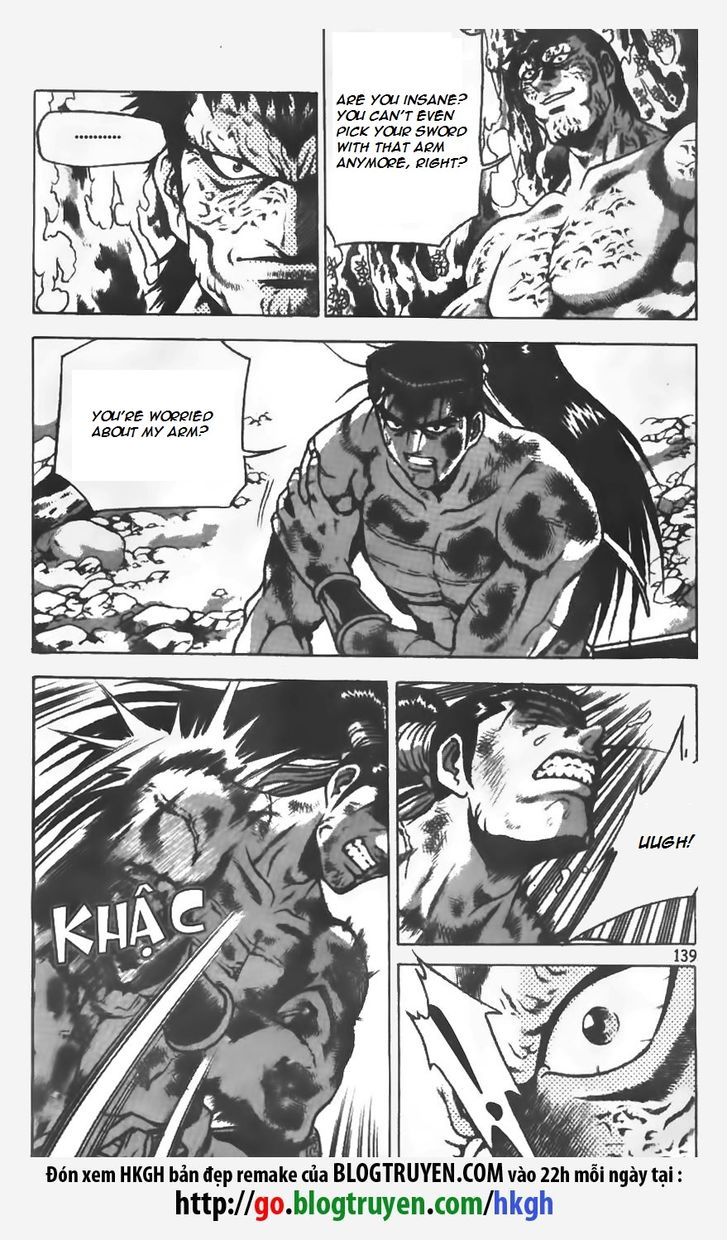 ARE YOU INSANE?
YOU CAN'T EVEN
PICK YOUR SWORD
WITH THAT ARM
ANYMORE, RIGHT?
...........
YOU'RE WORRIED
ABOUT MY ARM?
UUGH!
KHẬC
139
!
Đón xem HKGH bản đẹp remake của BLOGTRUYEN.COM vào 22h mỗi ngày tại :
http://go.blogtruyen.com/hkgh